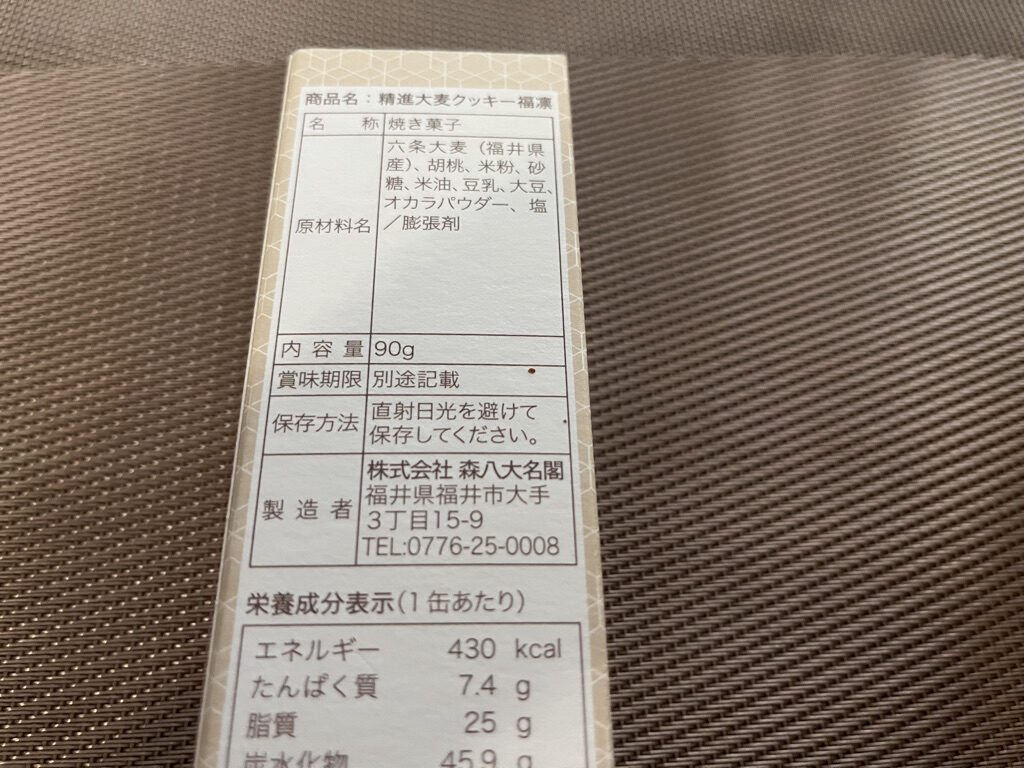 商品名：精進大麦クッキー福凛
名 称 焼き菓子
原材料名 六条大麦（福井県
産）、胡桃、米粉、砂
糖、米油、豆乳、大豆、
オカラパウダー、塩
／膨張剤
内容量 90g
賞味期限 別途記載
保存方法 直射日光を避けて
保存してください。
製造者 株式会社 森八大名閣
福井県福井市大手
3丁目15-9
TEL:0776-25-0008
栄養成分表示(1缶あたり)
エネルギー 430 kcal
たんぱく質 7.4 g
脂質 25 g
炭水化物 45.9 g